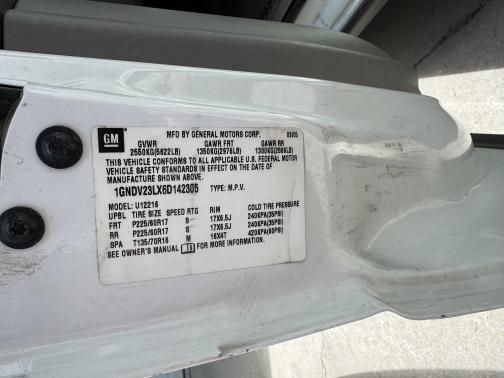 GM
MFD BY GENERAL MOTORS CORP. 09/05
GVWR GAWR FRT GAWR RR
2550KG(5622LB) 1350KG(2976LB) 1300KG(2866LB)
THIS VEHICLE CONFORMS TO ALL APPLICABLE U.S. FEDERAL MOTOR
VEHICLE SAFETY STANDARDS IN EFFECT ON THE DATE OF
MANUFACTURE SHOWN ABOVE.
1GNDV23LX6D142305 TYPE: M.P.V.
MODEL: U12216
UPBL TIRE SIZE SPEED RTG RIM COLD TIRE PRESSURE
FRT P225/60R17 S 17X6.5J 240KPA(35PSI)
RR P225/60R17 S 17X6.5J 240KPA(35PSI)
SPA T135/70R16 M 16X4T 420KPA(60PSI)
SEE OWNER'S MANUAL FOR MORE INFORMATION.